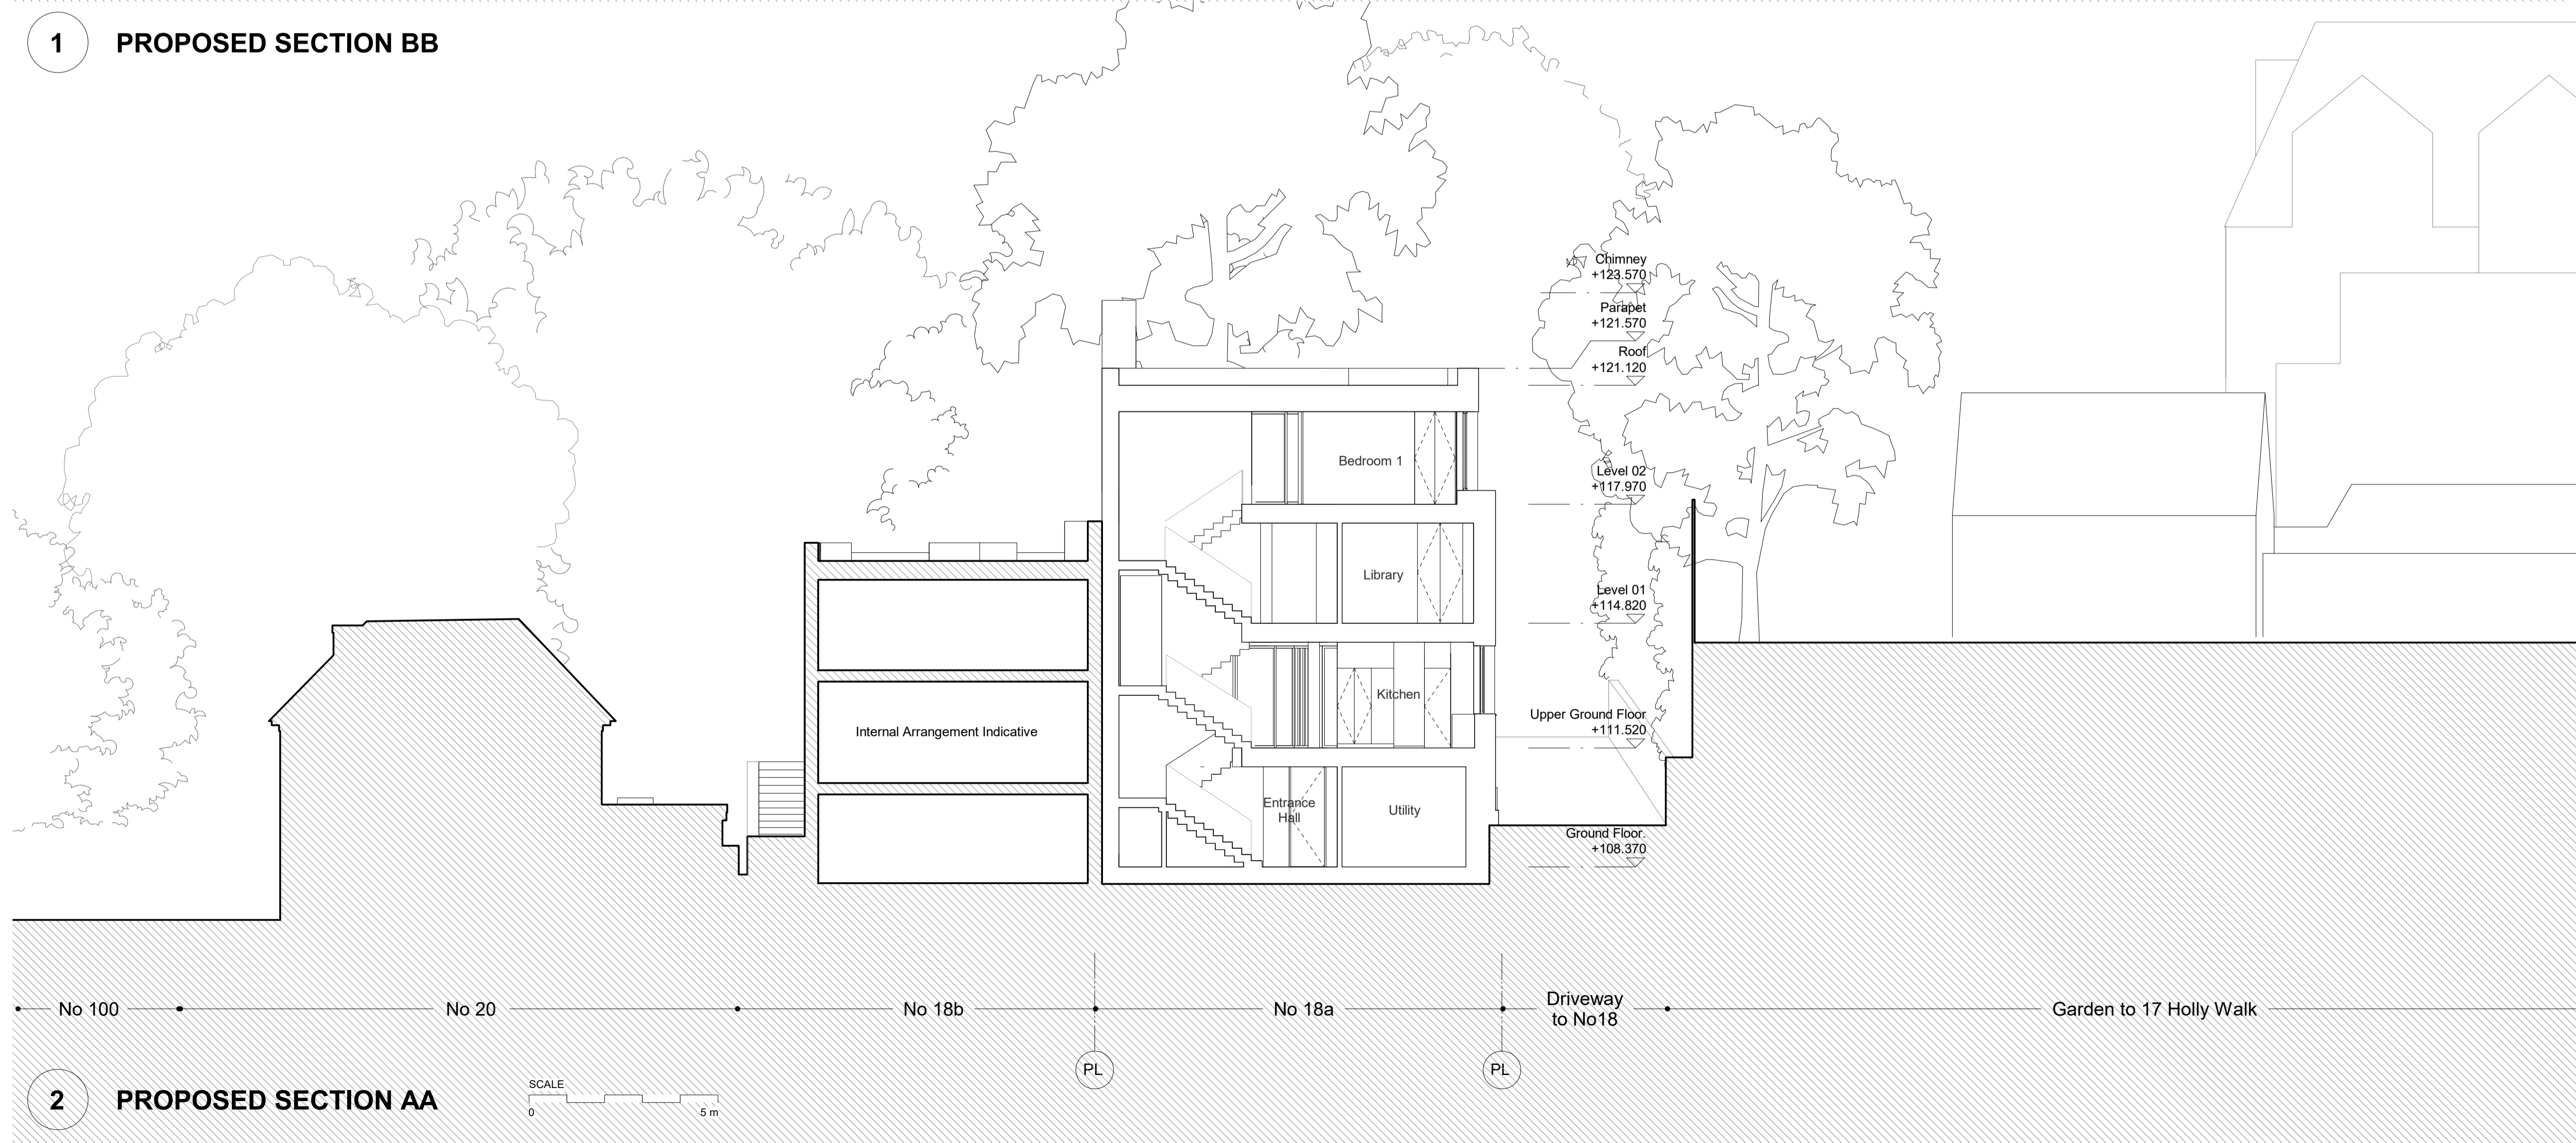 1 PROPOSED SECTION BB
Chimney
+123.570
Parapet
+121.570
Roof
+121.120
Bedroom 1
Level 02
+117.970
Library
Level 01
+114.820
Kitchen
Upper Ground Floor
+111.520
Internal Arrangement Indicative
Entrance
Hall
Utility
Ground Floor.
+108.370
No 100
No 20
No 18b
No 18a
Driveway
to No18
Garden to 17 Holly Walk
PL
PL
2 PROPOSED SECTION AA
SCALE
0
5 m